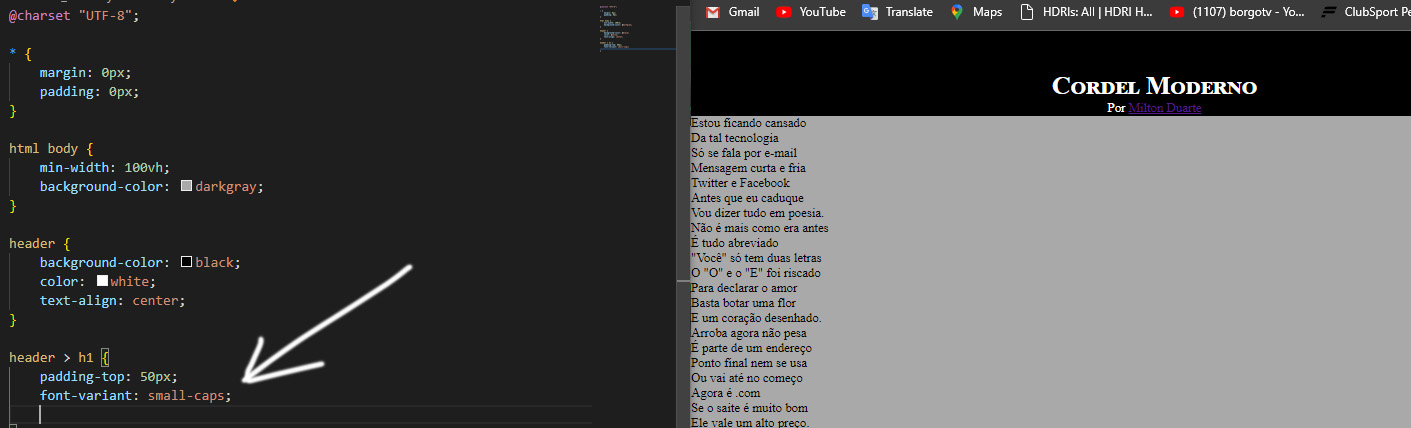 @charset "UTF-8";
* {
margin: 0px;
padding: 0px;
}
html body {
min-width: 100vh;
background-color: darkgray;
}
header {
background-color: black;
color: white;
text-align: center;
}
header > h1 {
padding-top: 50px;
font-variant: small-caps;
}
Gmail YouTube Translate Maps HDRIs: All | HDRI H... (1107) borgotv - Yo... ClubSport Pe
Cordel Moderno
Por Milton Duarte
Estou ficando cansado
Da tal tecnologia
Só se fala por e-mail
Mensagem curta e fria
Twitter e Facebook
Antes que eu caduque
Vou dizer tudo em poesia.
Não é mais como era antes
É tudo abreviado
"Você" só tem duas letras
O "O" e o "E" foi riscado
Para declarar o amor
Basta botar uma flor
E um coração desenhado.
Arroba agora não pesa
É parte de um endereço
Ponto final nem se usa
Ou vai até no começo
Agora é .com
Se o saite é muito bom
Ele vale um alto preço.